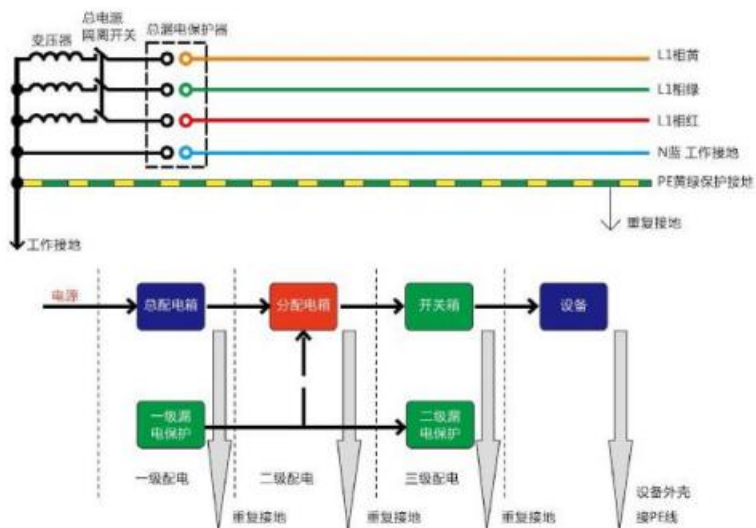 总电源
隔离开关
变压器
总漏电保护器
L1相黄
L1相绿
L1相红
N蓝 工作接地
PE黄绿保护接地
重复接地
工作接地
电源
总配电箱
分配电箱
开关箱
设备
一级漏
电保护
二级漏
电保护
一级配电
二级配电
三级配电
设备外壳
接PE线
重复接地
重复接地
重复接地